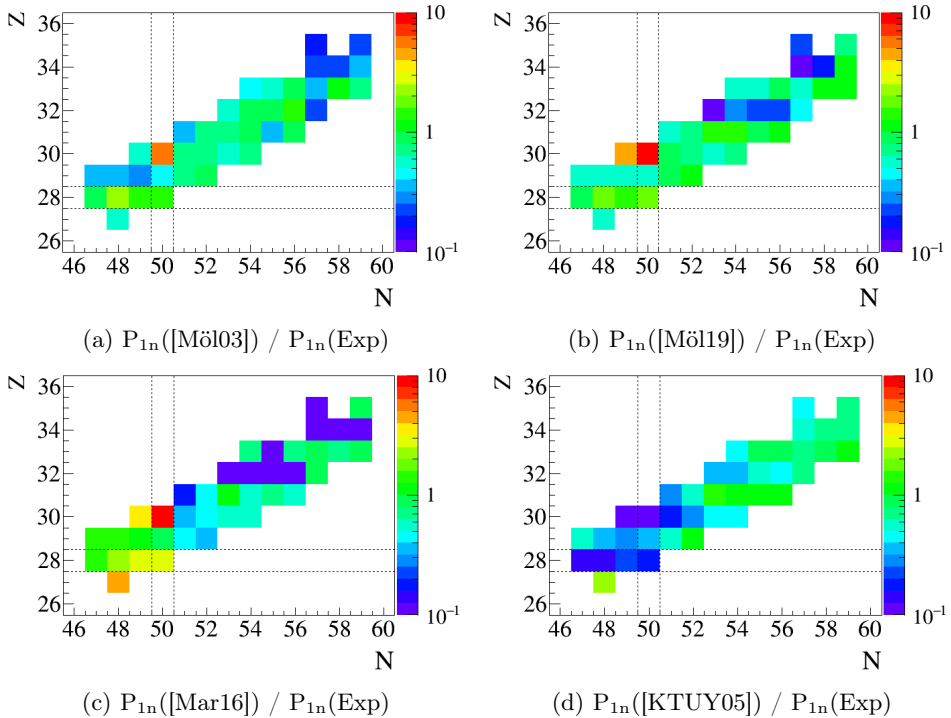 Z
36
34
32
30
28
26
46 48 50 52 54 56 58 60
N
10
1
10⁻¹
(a) P₁ₙ([Möl03]) / P₁ₙ(Exp)
Z
36
34
32
30
28
26
46 48 50 52 54 56 58 60
N
10
1
10⁻¹
(b) P₁ₙ([Möl19]) / P₁ₙ(Exp)
Z
36
34
32
30
28
26
46 48 50 52 54 56 58 60
N
10
1
10⁻¹
(c) P₁ₙ([Mar16]) / P₁ₙ(Exp)
Z
36
34
32
30
28
26
46 48 50 52 54 56 58 60
N
10
1
10⁻¹
(d) P₁ₙ([KTUY05]) / P₁ₙ(Exp)